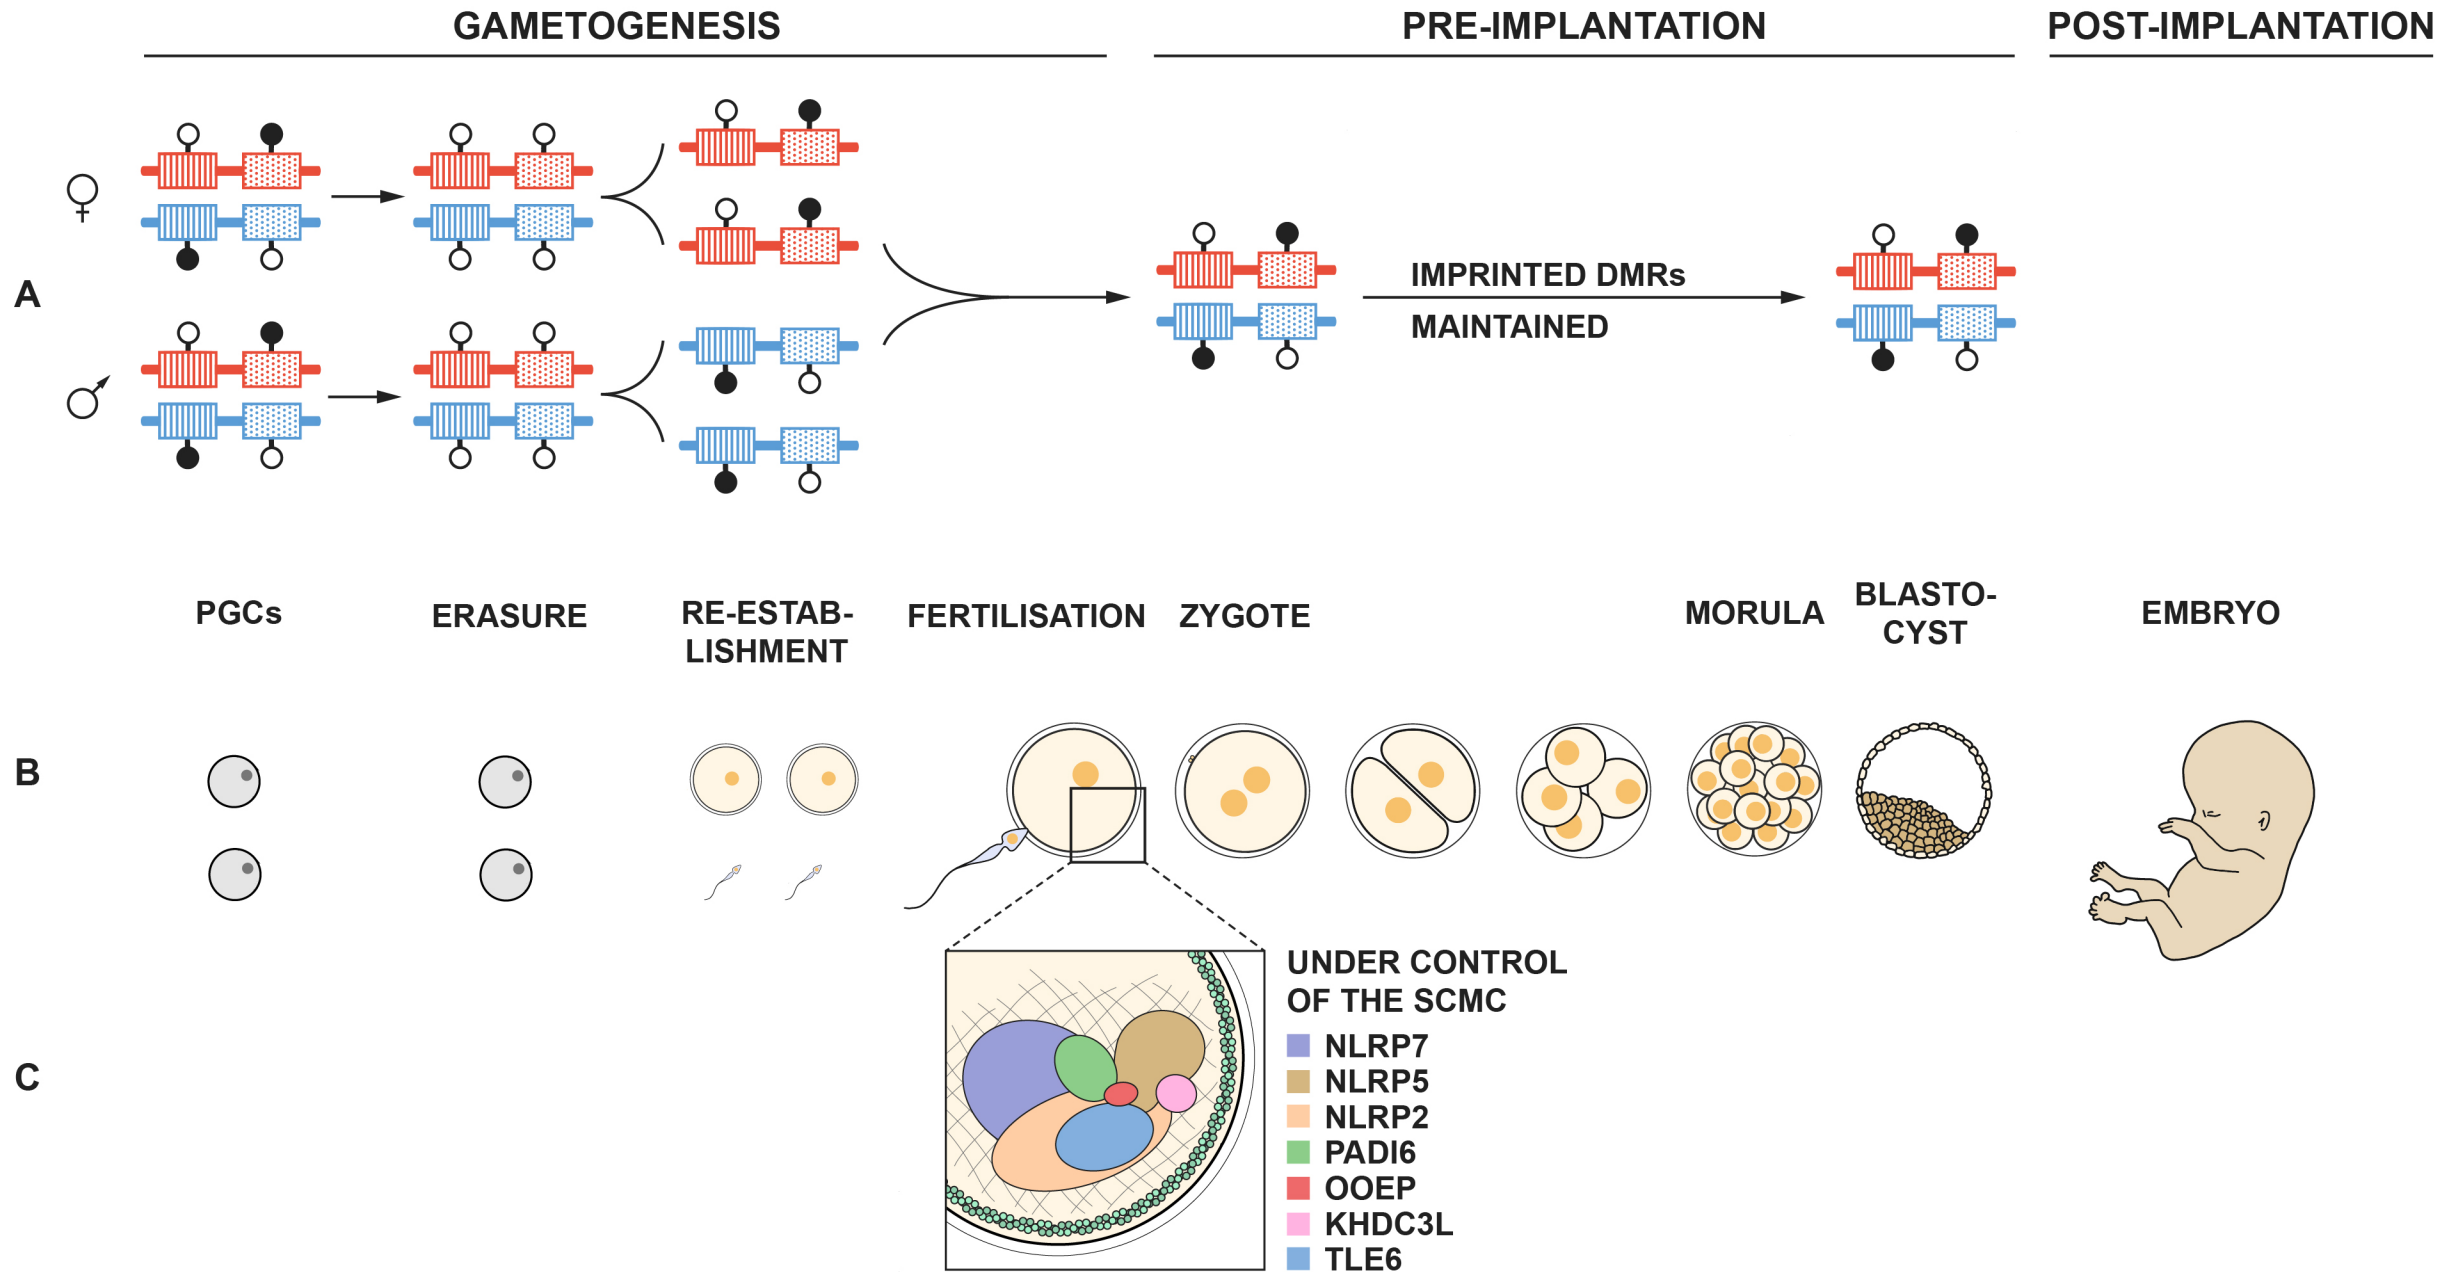 GAMETOGENESIS
PRE-IMPLANTATION
POST-IMPLANTATION
A
IMPRINTED DMRs
MAINTAINED
PGCs
ERASURE
RE-ESTAB-
LISHMENT
FERTILISATION
ZYGOTE
MORULA
BLASTO-
CYST
EMBRYO
B
C
UNDER CONTROL
OF THE SCMC
NLRP7
NLRP5
NLRP2
PADI6
OOEP
KHDC3L
TLE6